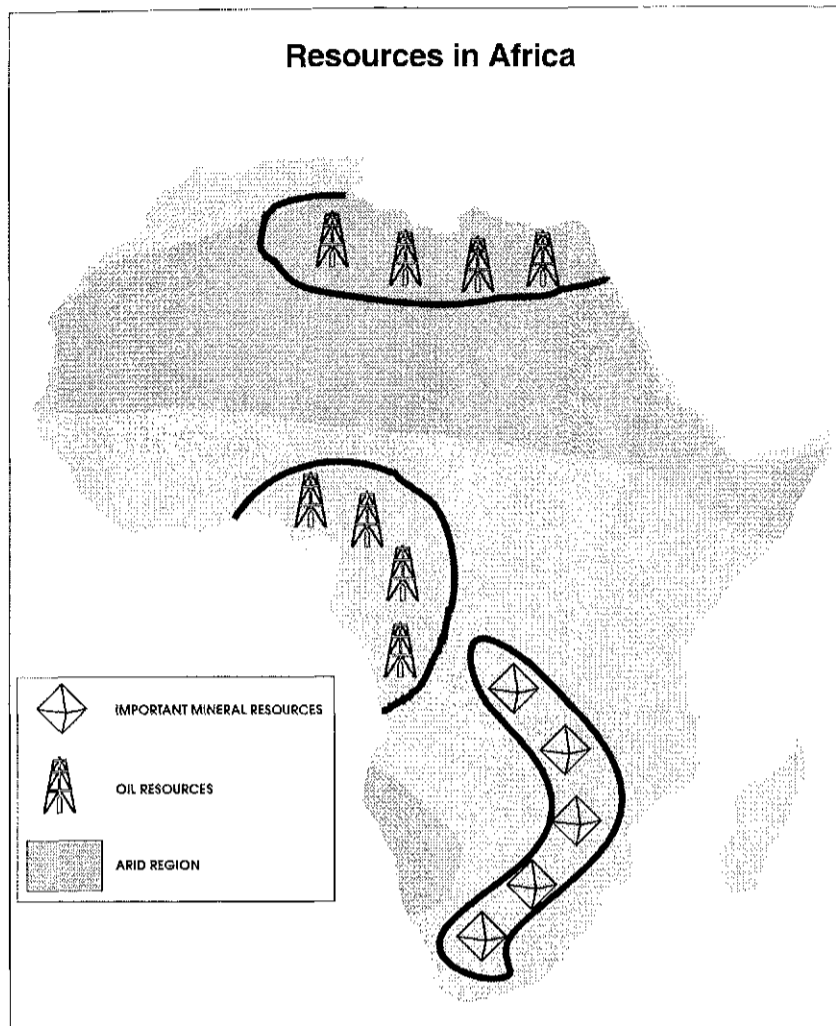 Resources in Africa
IMPORTANT MINERAL RESOURCES
OIL RESOURCES
ARID REGION